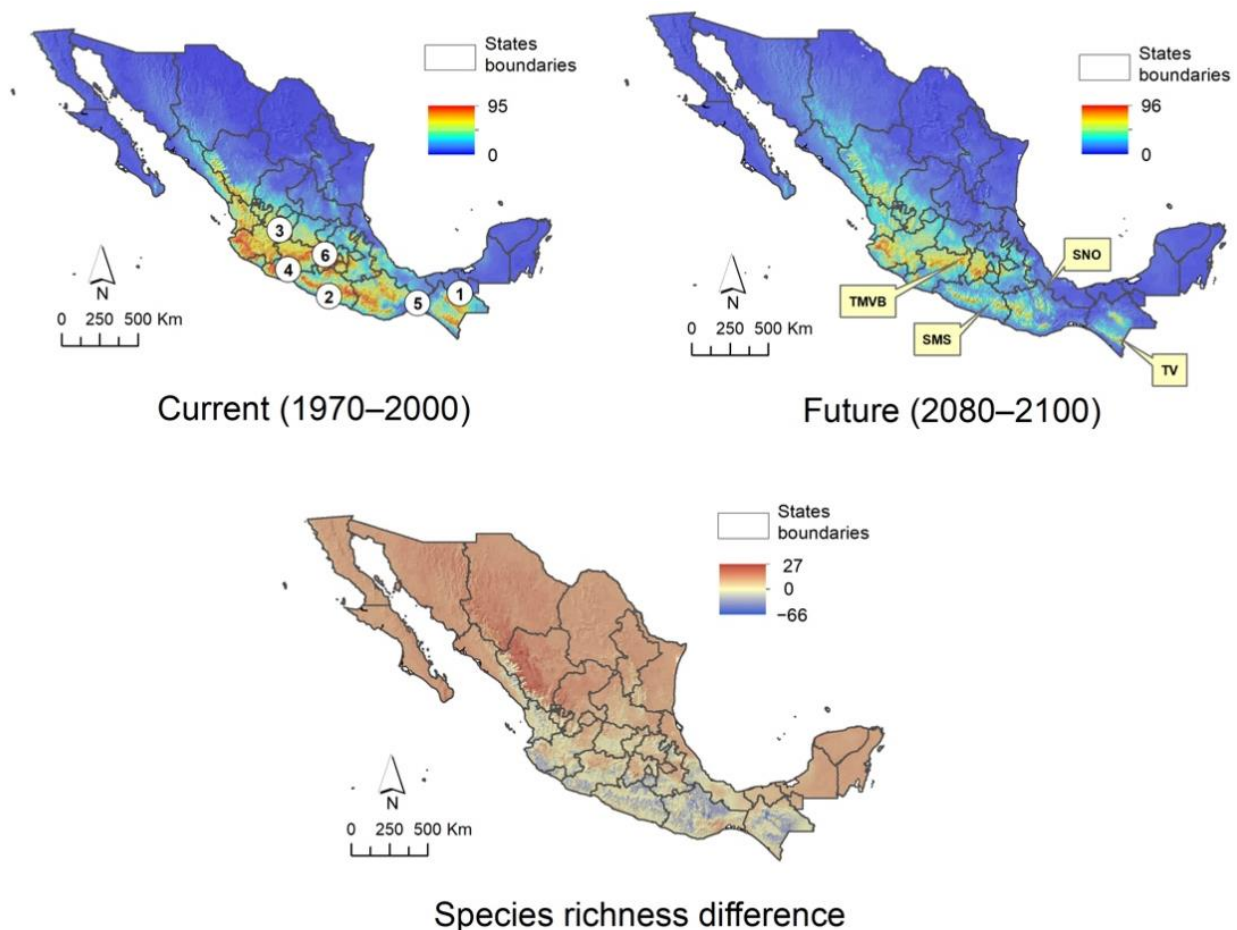 States
boundaries
95
0
3
6
4
2
5
1
N
0 250 500 Km
Current (1970–2000)
States
boundaries
96
0
SNO
TMVB
SMS
TV
N
0 250 500 Km
Future (2080–2100)
States
boundaries
27
0
−66
N
0 250 500 Km
Species richness difference